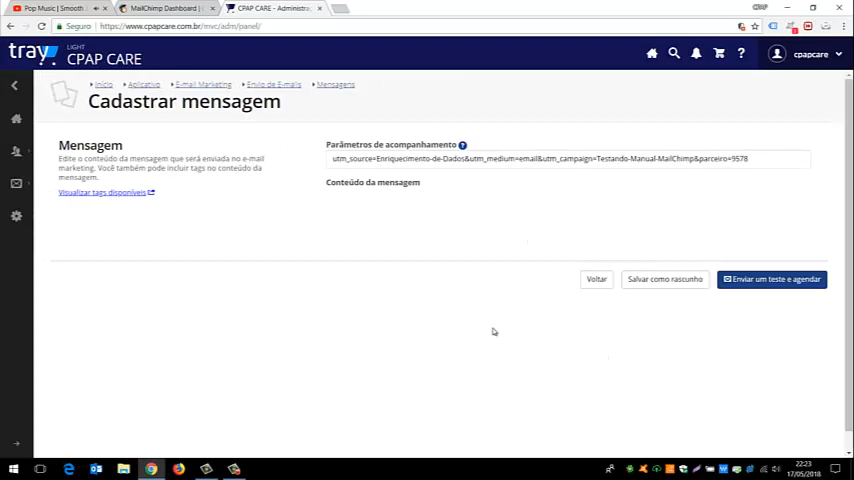 Pop Music | Smooth
MailChimp Dashboard |
CPAP CARE - Administra
CPAP
Seguro
https://www.cpapcare.com.br/mvc/adm/panel/
tray
LIGHT
CPAP CARE
?
cpapcare
Início
Aplicativo
E-mail Marketing
Envio de E-mails
Mensagens
Cadastrar mensagem
Mensagem
Edite o conteúdo da mensagem que será enviada no e-mail
marketing. Você também pode incluir tags no conteúdo da
mensagem.
Visualizar tags disponíveis
Parâmetros de acompanhamento ?
utm_source=Enriquecimento-de-Dados&utm_medium=email&utm_campaign=Testando-Manual-MailChimp&parceiro=9578
Conteúdo da mensagem
Voltar
Salvar como rascunho
Enviar um teste e agendar
22:23
17/05/2018